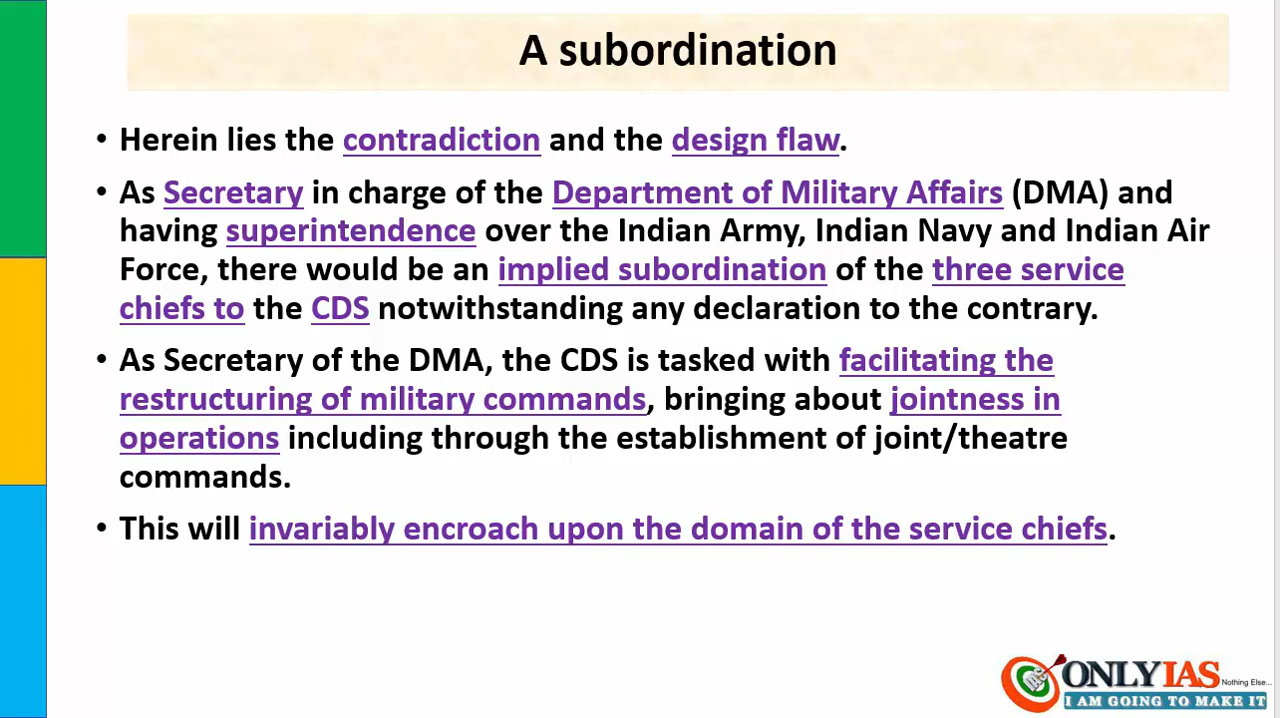 A subordination
• Herein lies the contradiction and the design flaw.
• As Secretary in charge of the Department of Military Affairs (DMA) and
having superintendence over the Indian Army, Indian Navy and Indian Air
Force, there would be an implied subordination of the three service
chiefs to the CDS notwithstanding any declaration to the contrary.
• As Secretary of the DMA, the CDS is tasked with facilitating the
restructuring of military commands, bringing about jointness in
operations including through the establishment of joint/theatre
commands.
• This will invariably encroach upon the domain of the service chiefs.
ONLYIAS Nothing Else...
I AM GOING TO MAKE IT